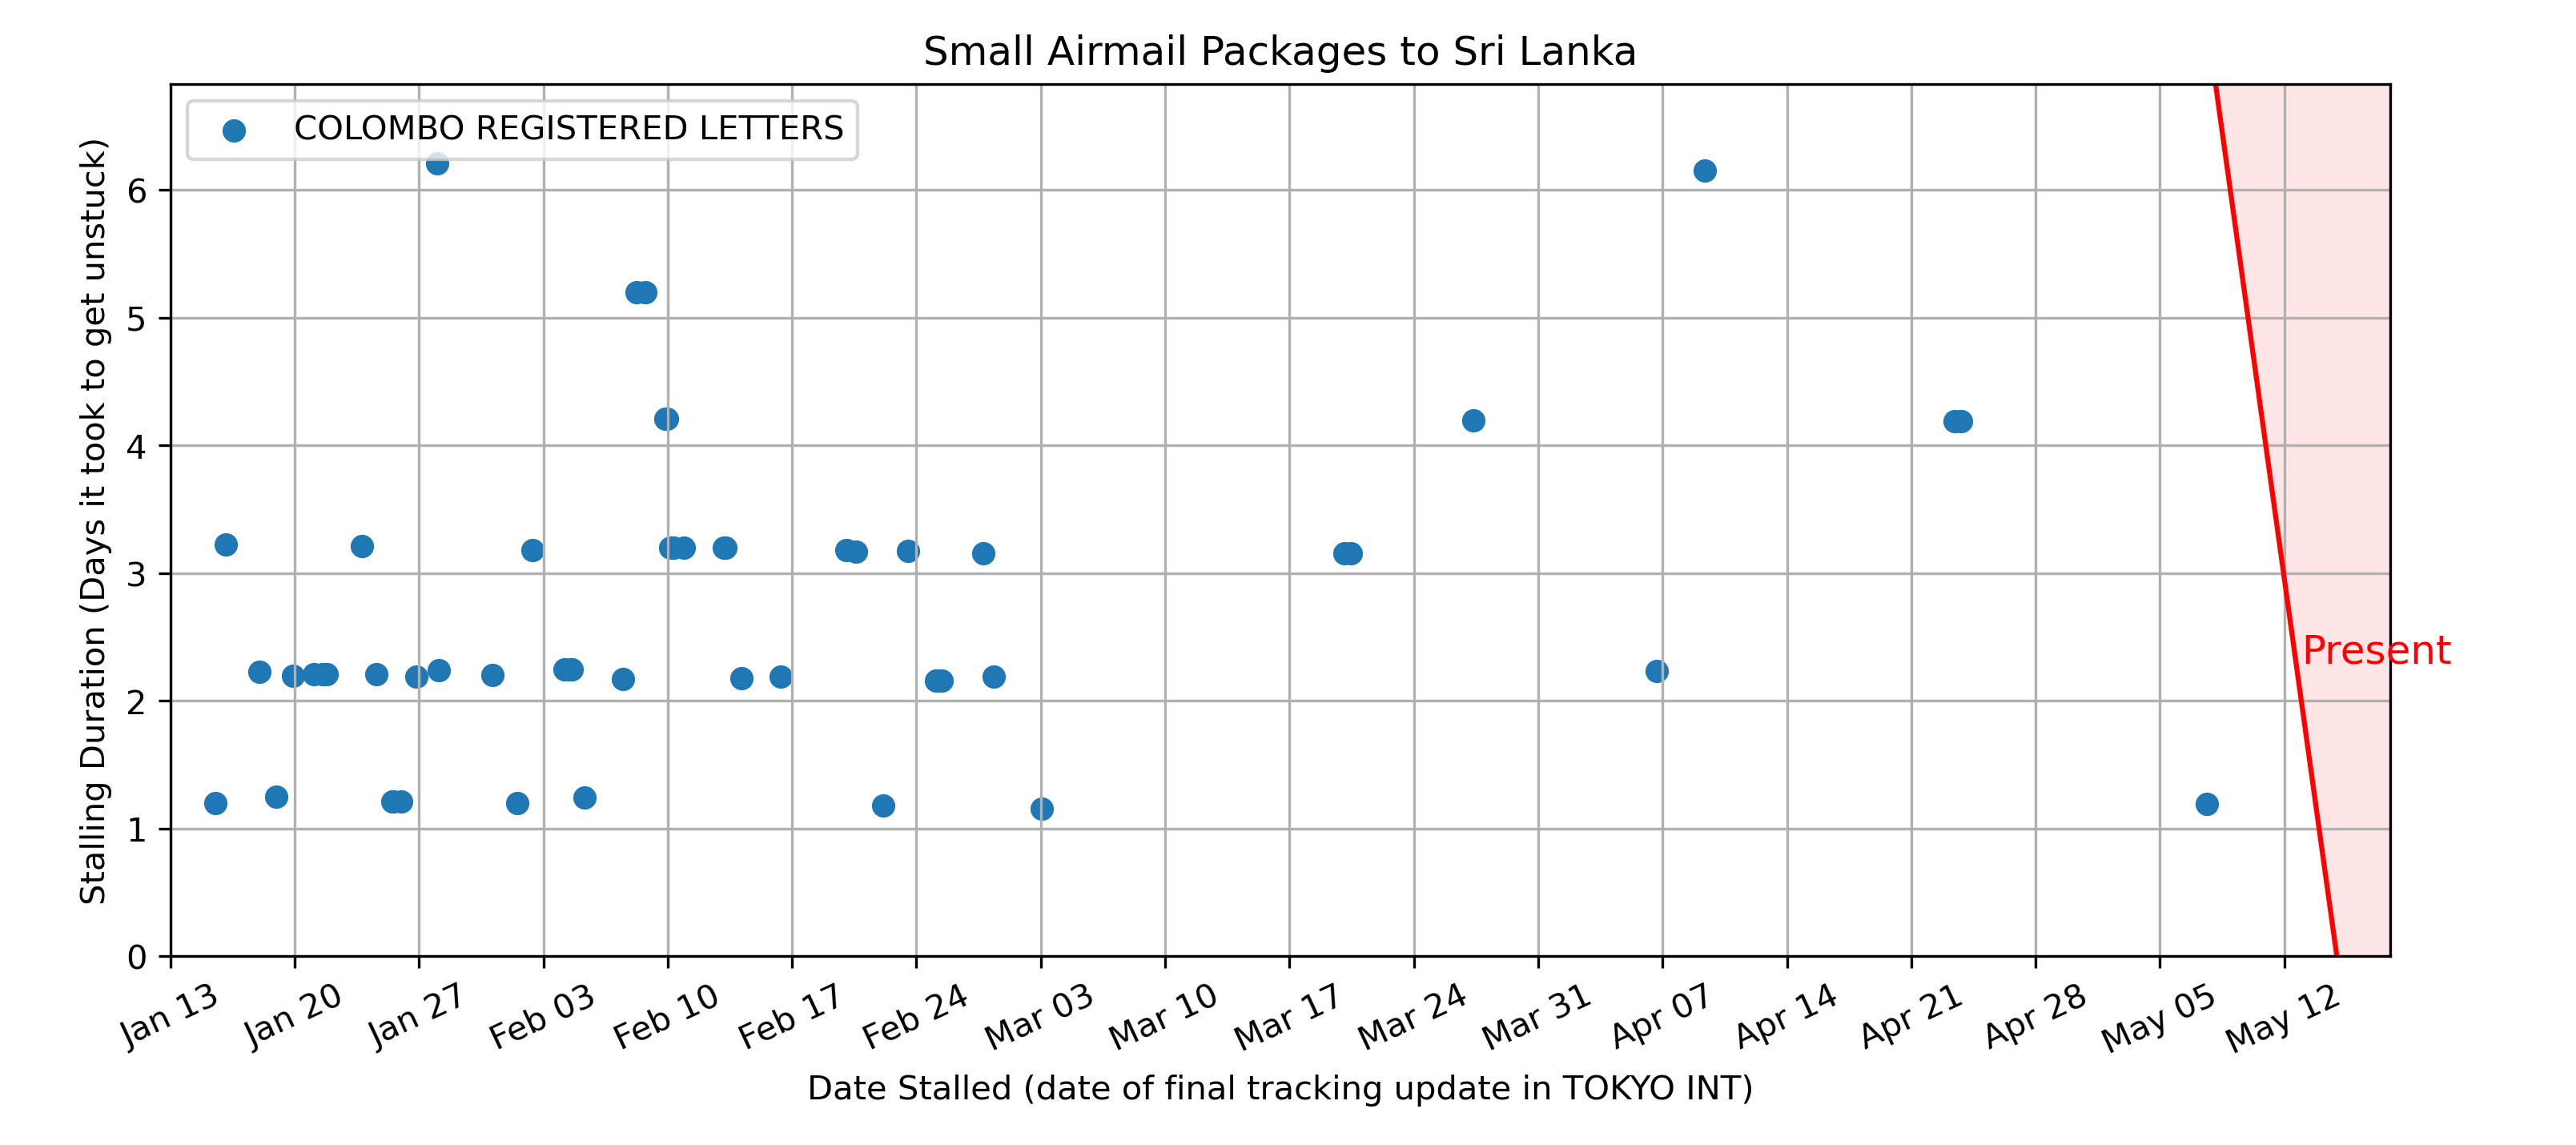 Small Airmail Packages to Sri Lanka
COLOMBO REGISTERED LETTERS
Stalling Duration (Days it took to get unstuck)
6
5
4
3
2
1
0
Present
Jan 13
Jan 20
Jan 27
Feb 03
Feb 10
Feb 17
Feb 24
Mar 03
Mar 10
Mar 17
Mar 24
Mar 31
Apr 07
Apr 14
Apr 21
Apr 28
May 05
May 12
Date Stalled (date of final tracking update in TOKYO INT)